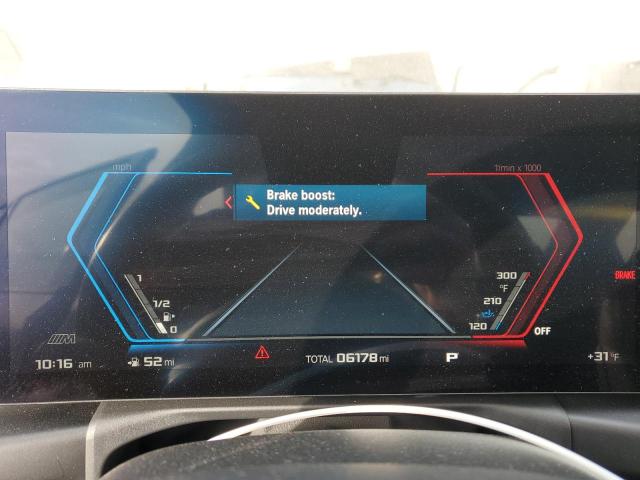 mph
1/min x 1000
Brake boost:
Drive moderately.
1
1/2
0
300
°F
210
120
BRAKE
OFF
M
10:16 am
52 mi
TOTAL 06178 mi
P
+31 °F